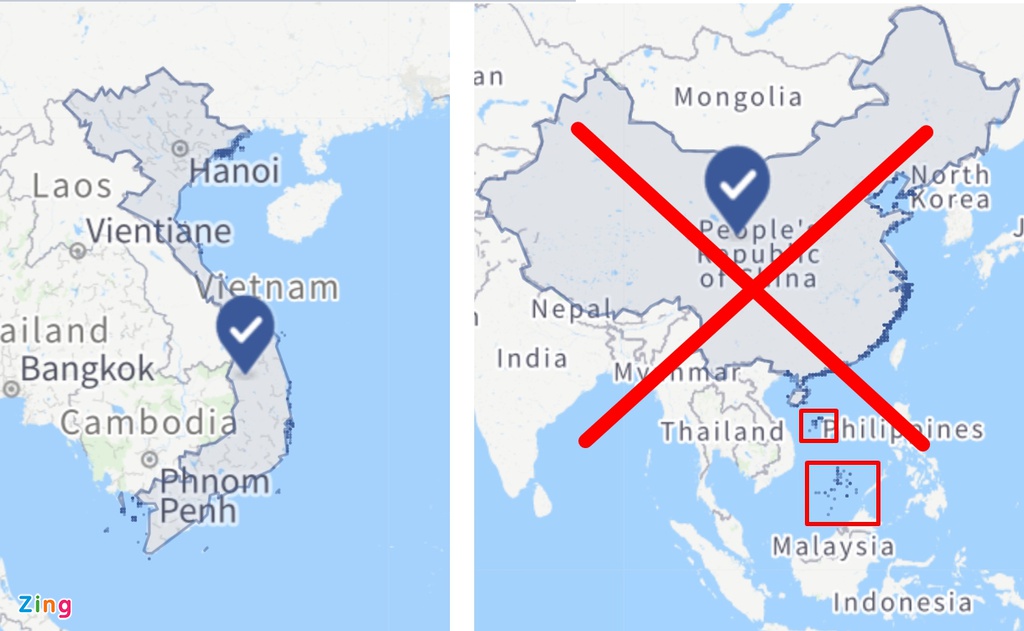 Hanoi
Laos
Vientiane
Vietnam
ailand
Bangkok
Cambodia
Phnom
Penh
Zing
an
Mongolia
North
Korea
J
People's
Republic
of China
Nepal
India
Myanmar
Thailand
Philippines
Malaysia
Indonesia